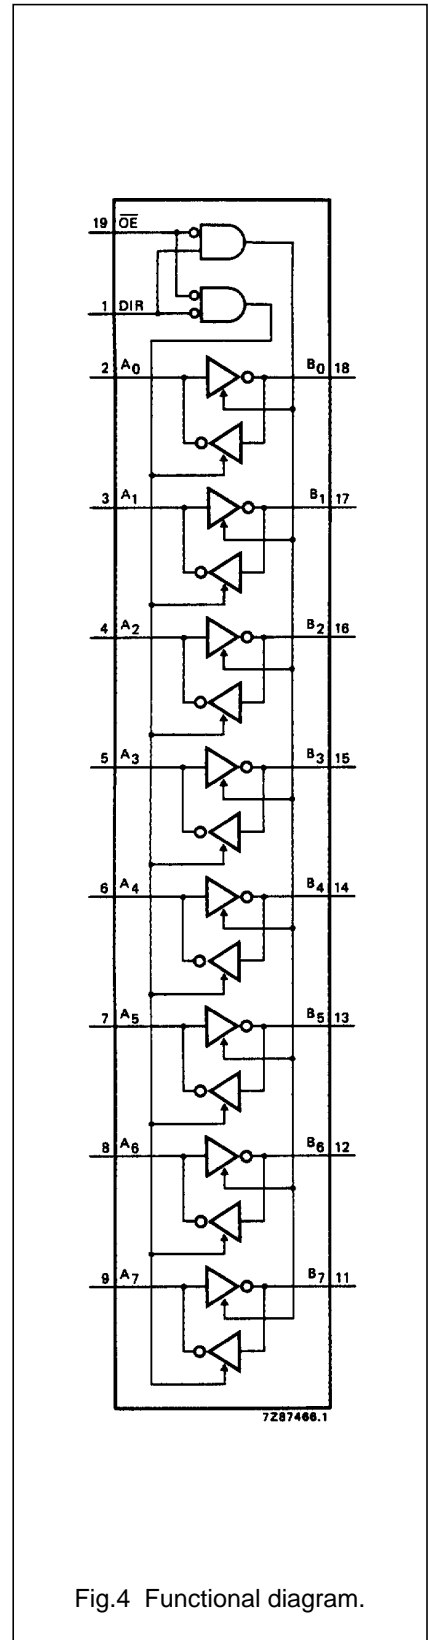 19 O̅E̅
1 DIR
2 A0 B0 18
3 A1 B1 17
4 A2 B2 16
5 A3 B3 15
6 A4 B4 14
7 A5 B5 13
8 A6 B6 12
9 A7 B7 11
7Z87466.1
Fig.4 Functional diagram.